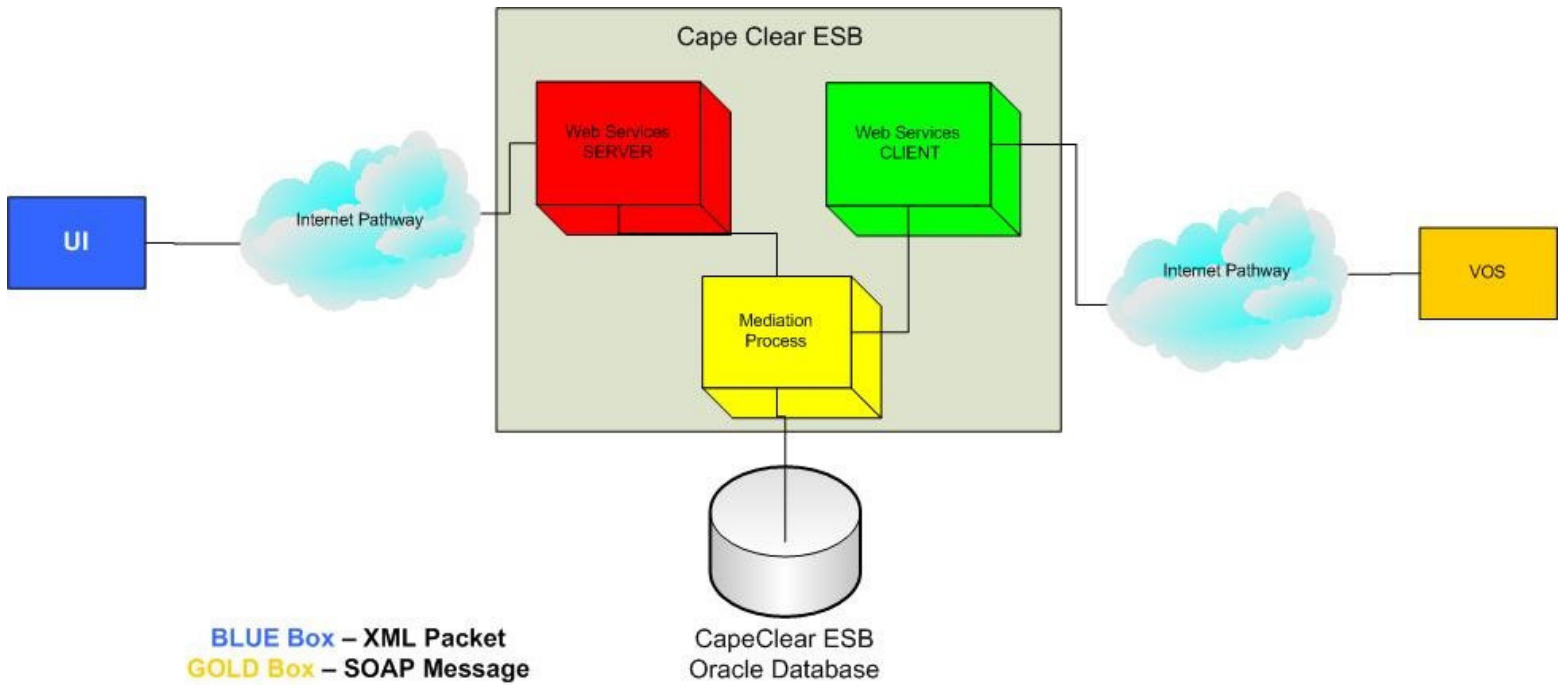 Cape Clear ESB
Web Services
SERVER
Web Services
CLIENT
UI
Internet Pathway
Internet Pathway
VOS
Mediation
Process
CapeClear ESB
Oracle Database
BLUE Box – XML Packet
GOLD Box – SOAP Message